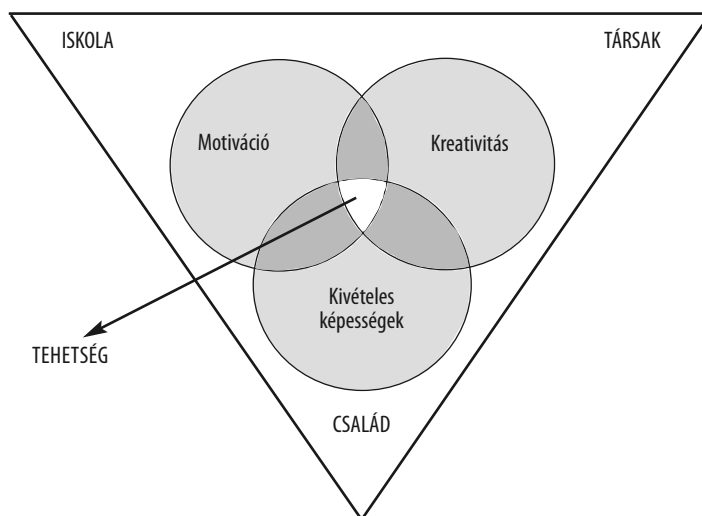 ISKOLA
TÁRSAK
Motiváció
Kreativitás
Kivételes
képességek
TEHETSÉG
CSALÁD